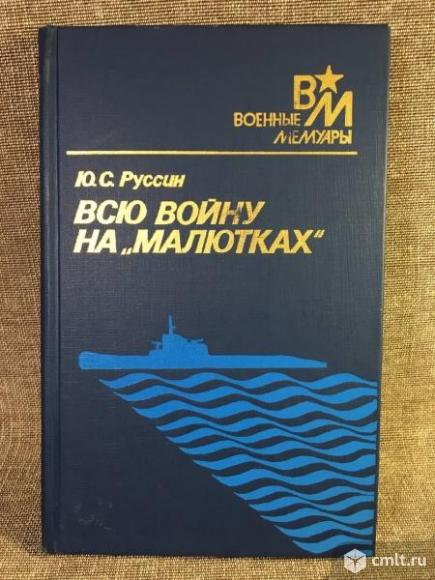 ВМ
ВОЕННЫЕ
МЕМУАРЫ
Ю.С. Руссин
ВСЮ ВОЙНУ
НА „МАЛЮТКАХ"
cmlt.ru